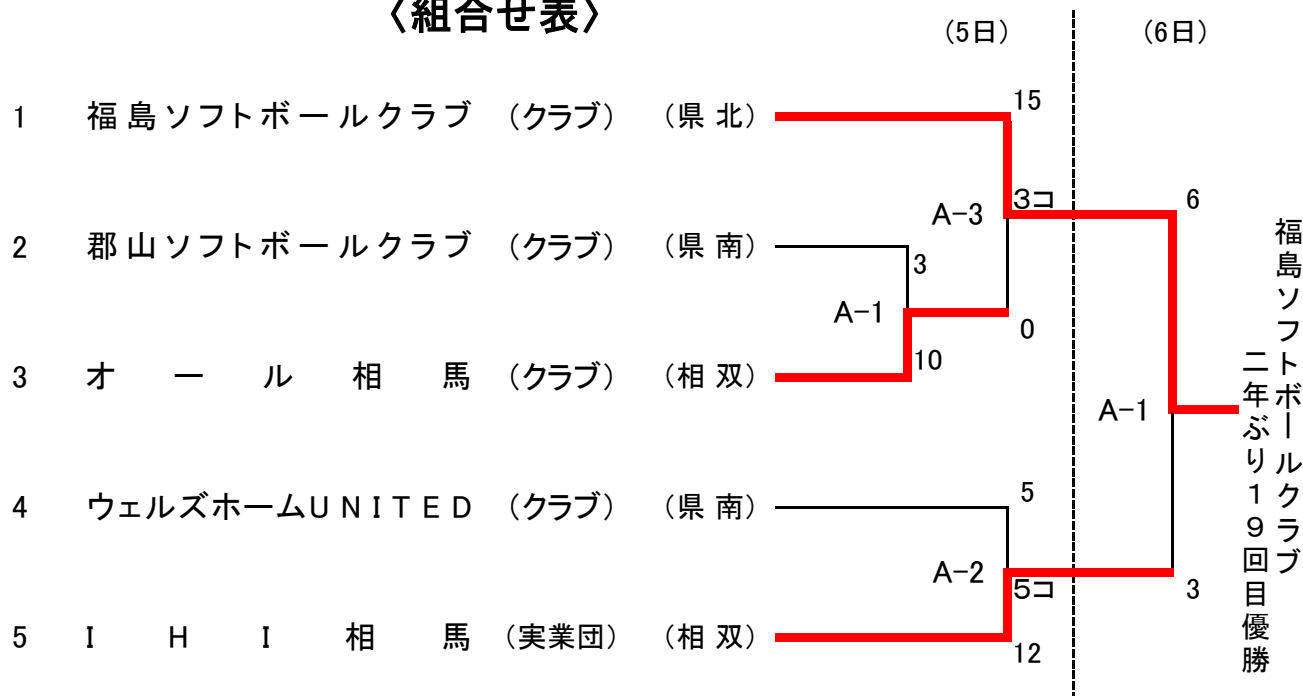 〈組合せ表〉
(5日)
(6日)
1 福島ソフトボールクラブ (クラブ) (県北)
15
3コ
A-3
6
2 郡山ソフトボールクラブ (クラブ) (県南)
3
A-1
0
10
3 オール相馬 (クラブ) (相双)
A-1
4 ウェルズホームUNITED (クラブ) (県南)
5
A-2
5コ
3
5 IHI相馬 (実業団) (相双)
12
福島ソフトボールクラブ
二年ぶり19回目優勝